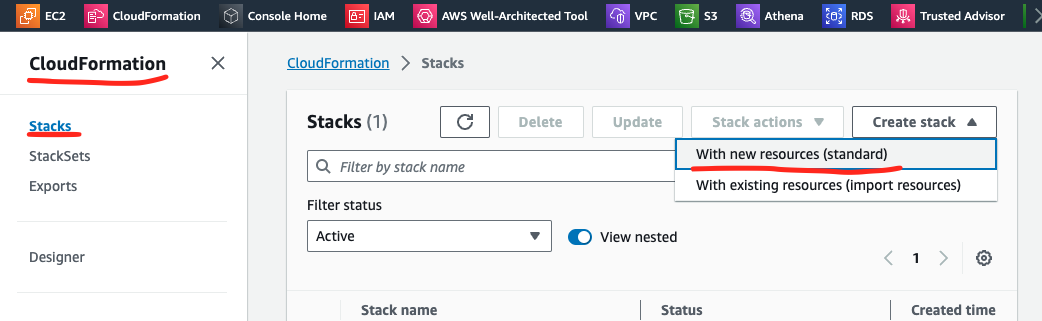 EC2 CloudFormation Console Home IAM AWS Well-Architected Tool VPC S3 Athena RDS Trusted Advisor
CloudFormation
Stacks
StackSets
Exports
Designer
CloudFormation > Stacks
Stacks (1) Delete Update Stack actions Create stack
With new resources (standard)
With existing resources (import resources)
Filter by stack name
Filter status
Active View nested
1
Stack name Status Created time